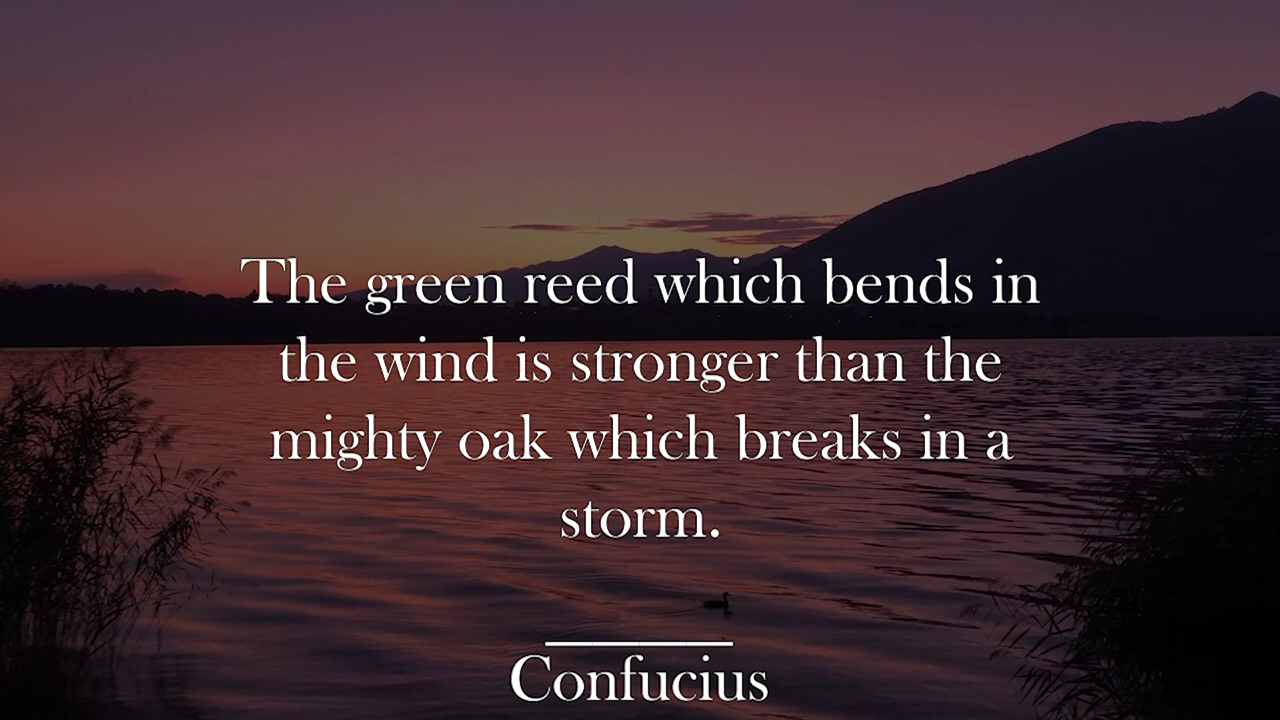 The green reed which bends in
the wind is stronger than the
mighty oak which breaks in a
storm.
Confucius